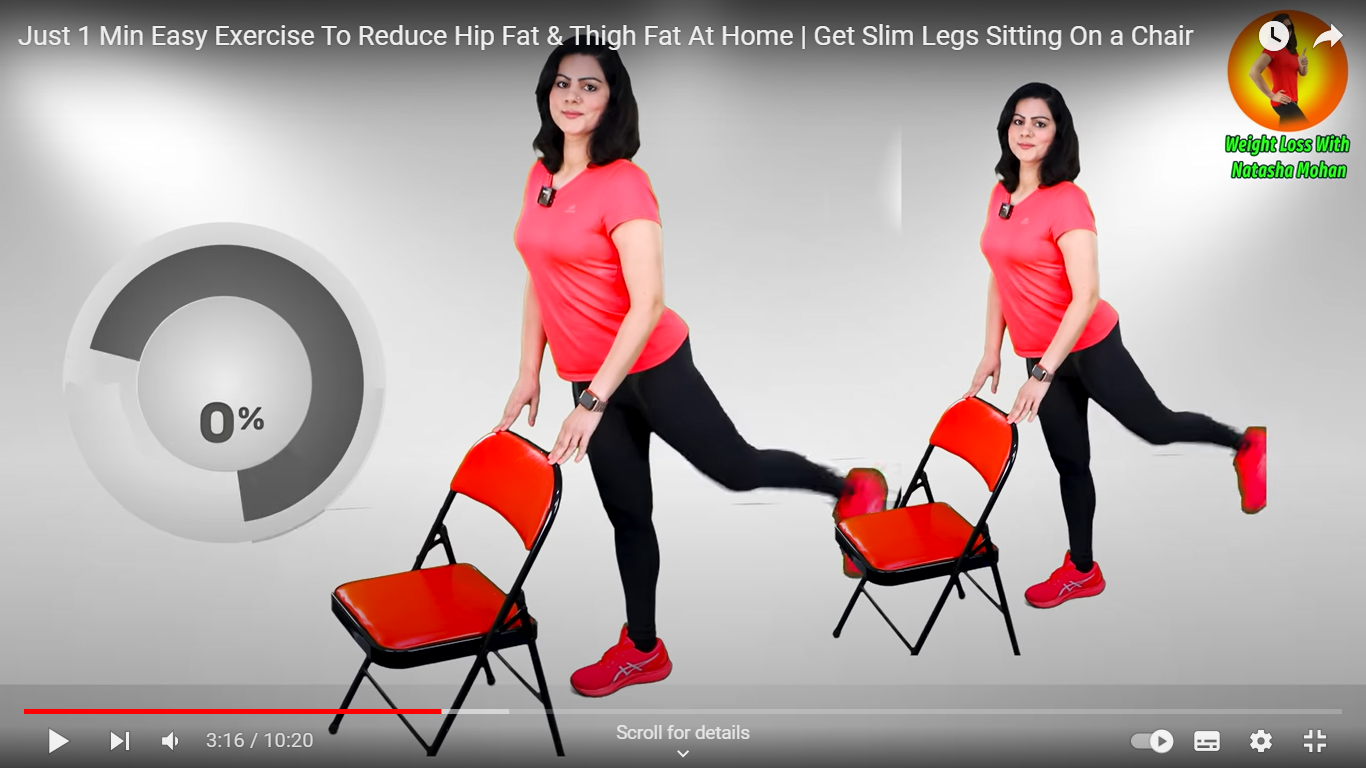 Just 1 Min Easy Exercise To Reduce Hip Fat & Thigh Fat At Home | Get Slim Legs Sitting On a Chair
Weight Loss With
Natasha Mohan
0%
3:16 / 10:20
Scroll for details